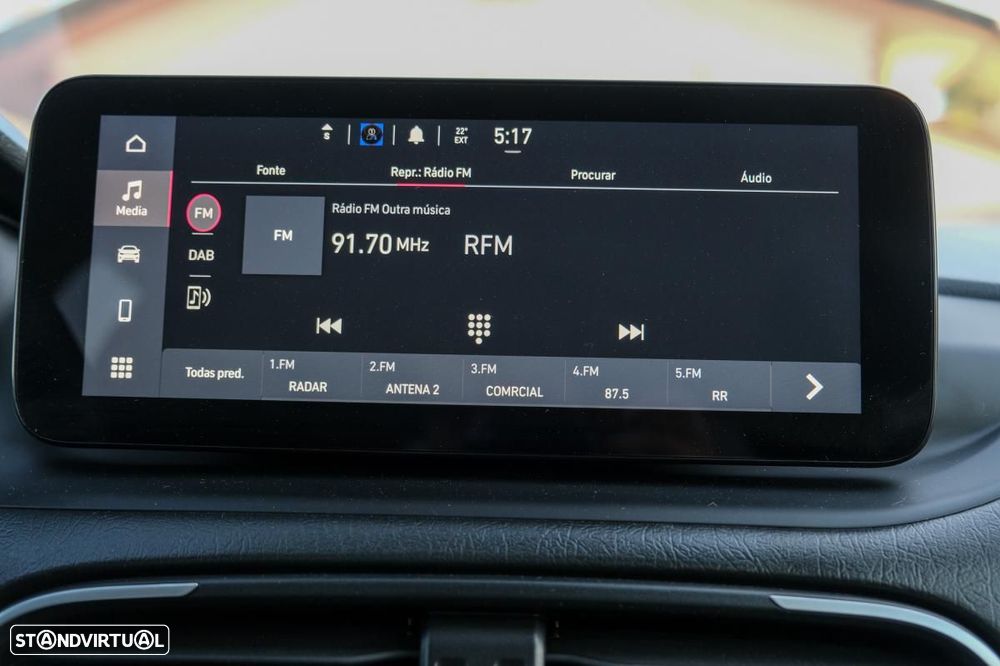 S 22° EXT 5:17
Fonte Repr.: Rádio FM Procurar Áudio
Media
FM
DAB
FM
Rádio FM Outra música
91.70 MHz RFM
Todas pred.
1.FM
RADAR
2.FM
ANTENA 2
3.FM
COMRCIAL
4.FM
87.5
5.FM
RR
STANDVIRTUAL